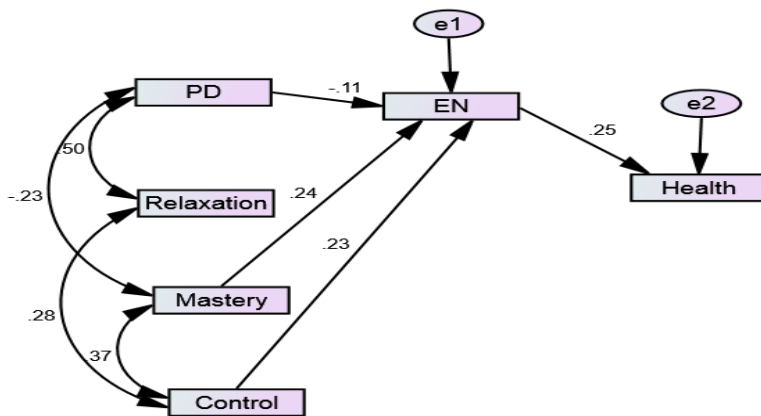 e1
PD
-.11
EN
e2
.50
.25
-.23
Relaxation
.24
Health
.23
Mastery
.28
.37
Control